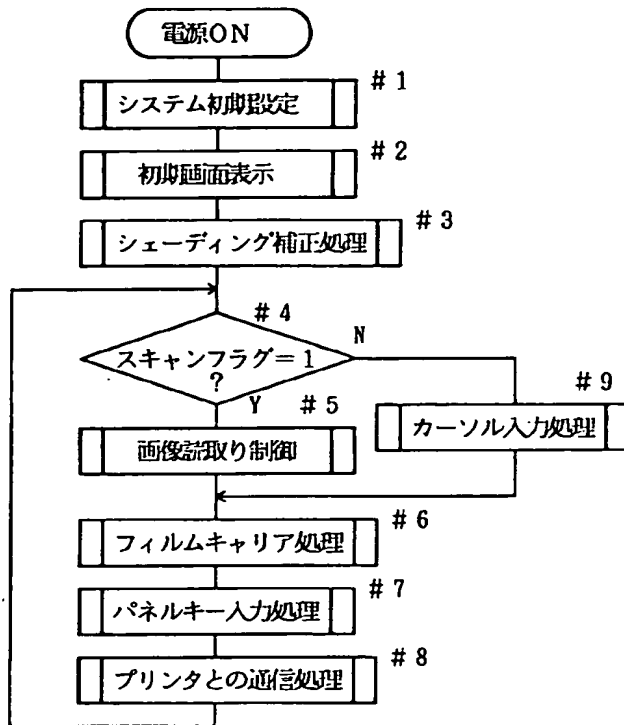 電源ON
#1
システム初期設定
#2
初期画面表示
#3
シェーディング補正処理
#4
スキャンフラグ=1
?
N
Y
#5
画像読取り制御
#9
カーソル入力処理
#6
フィルムキャリア処理
#7
パネルキー入力処理
#8
プリンタとの通信処理